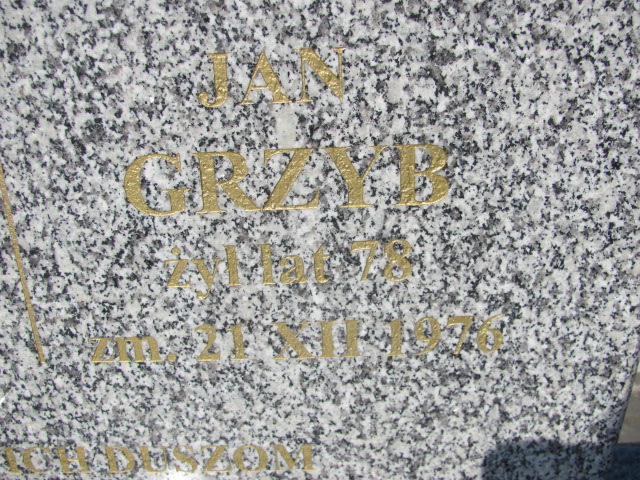 JAN
GRZYB
żył lat 78
zm. 21 XII 1976
ICH DUSZOM